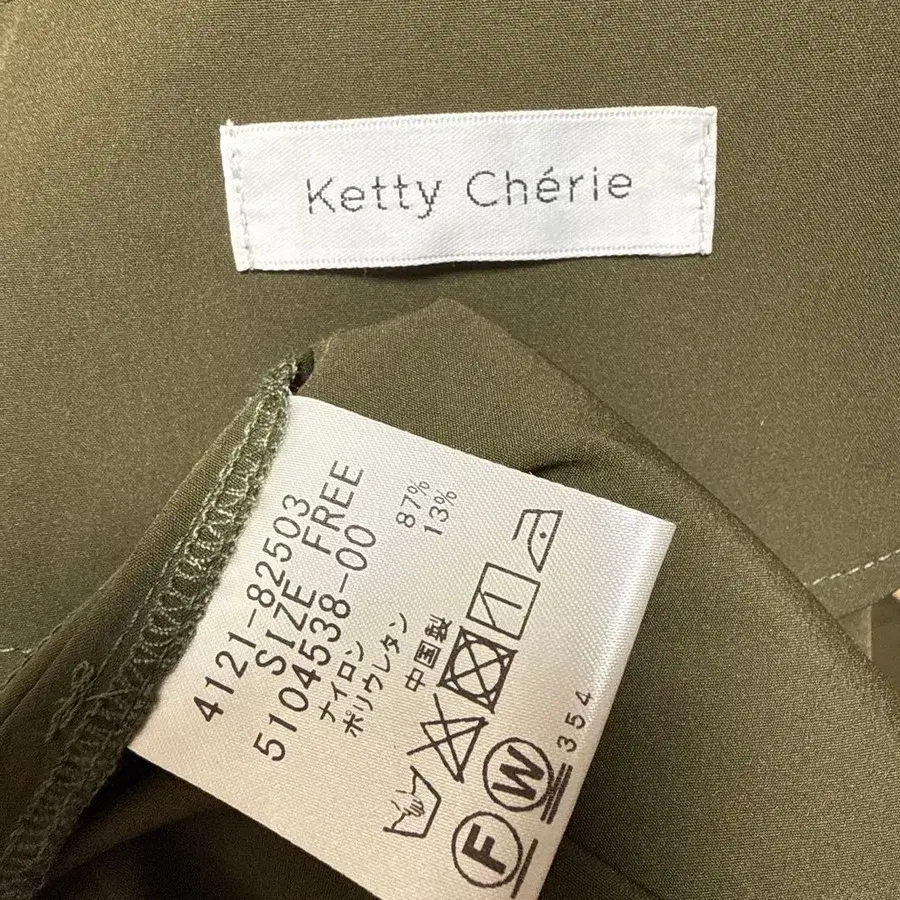 Ketty Chérie
4121-82503
SIZE FREE
5104538-00
ナイロン 87%
ポリウレタン 13%
中国製
354
F W